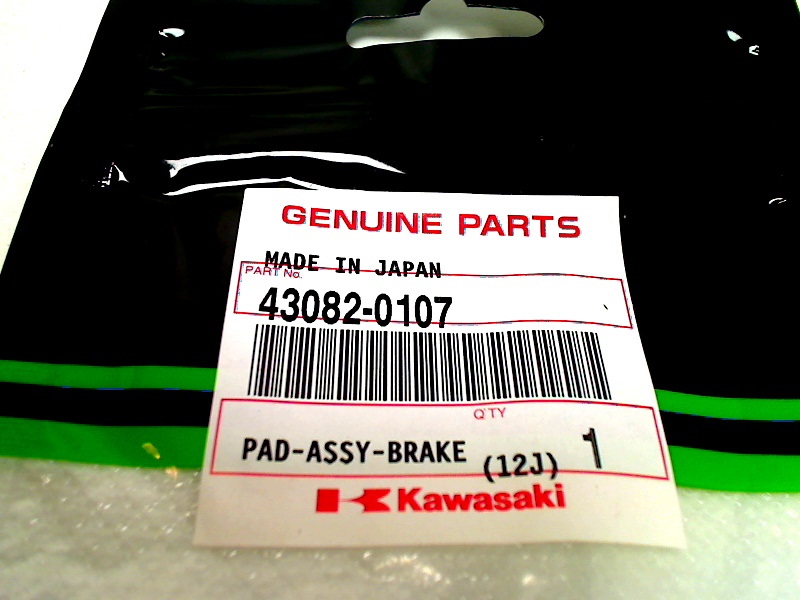 GENUINE PARTS
MADE IN JAPAN
PART No.
43082-0107
Q'TY
PAD-ASSY-BRAKE (12J) 1
Kawasaki